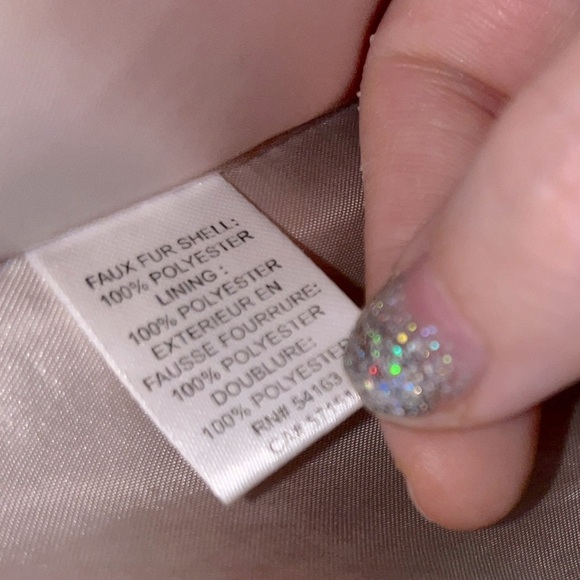 FAUX FUR SHELL:
100% POLYESTER
LINING :
100% POLYESTER
EXTERIEUR EN
FAUSSE FOURRURE:
100% POLYESTER
DOUBLURE:
100% POLYESTER
RN# 54163
CA#